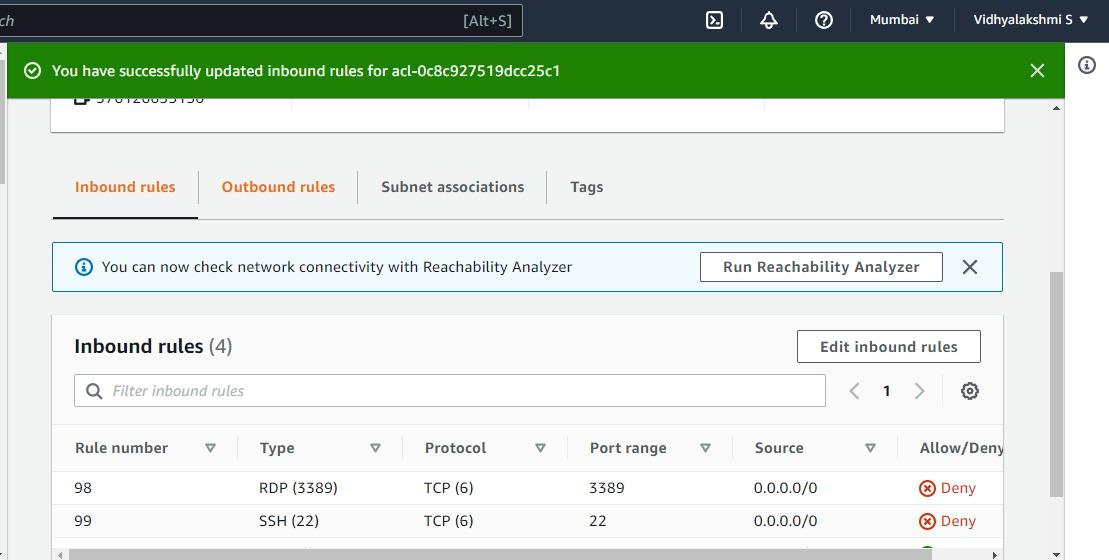 ch [Alt+S] Mumbai Vidhyalakshmi S
You have successfully updated inbound rules for acl-0c8c927519dcc25c1
Inbound rules Outbound rules Subnet associations Tags
You can now check network connectivity with Reachability Analyzer Run Reachability Analyzer
Inbound rules (4) Edit inbound rules
Filter inbound rules 1
Rule number Type Protocol Port range Source Allow/Deny
98 RDP (3389) TCP (6) 3389 0.0.0.0/0 Deny
99 SSH (22) TCP (6) 22 0.0.0.0/0 Deny